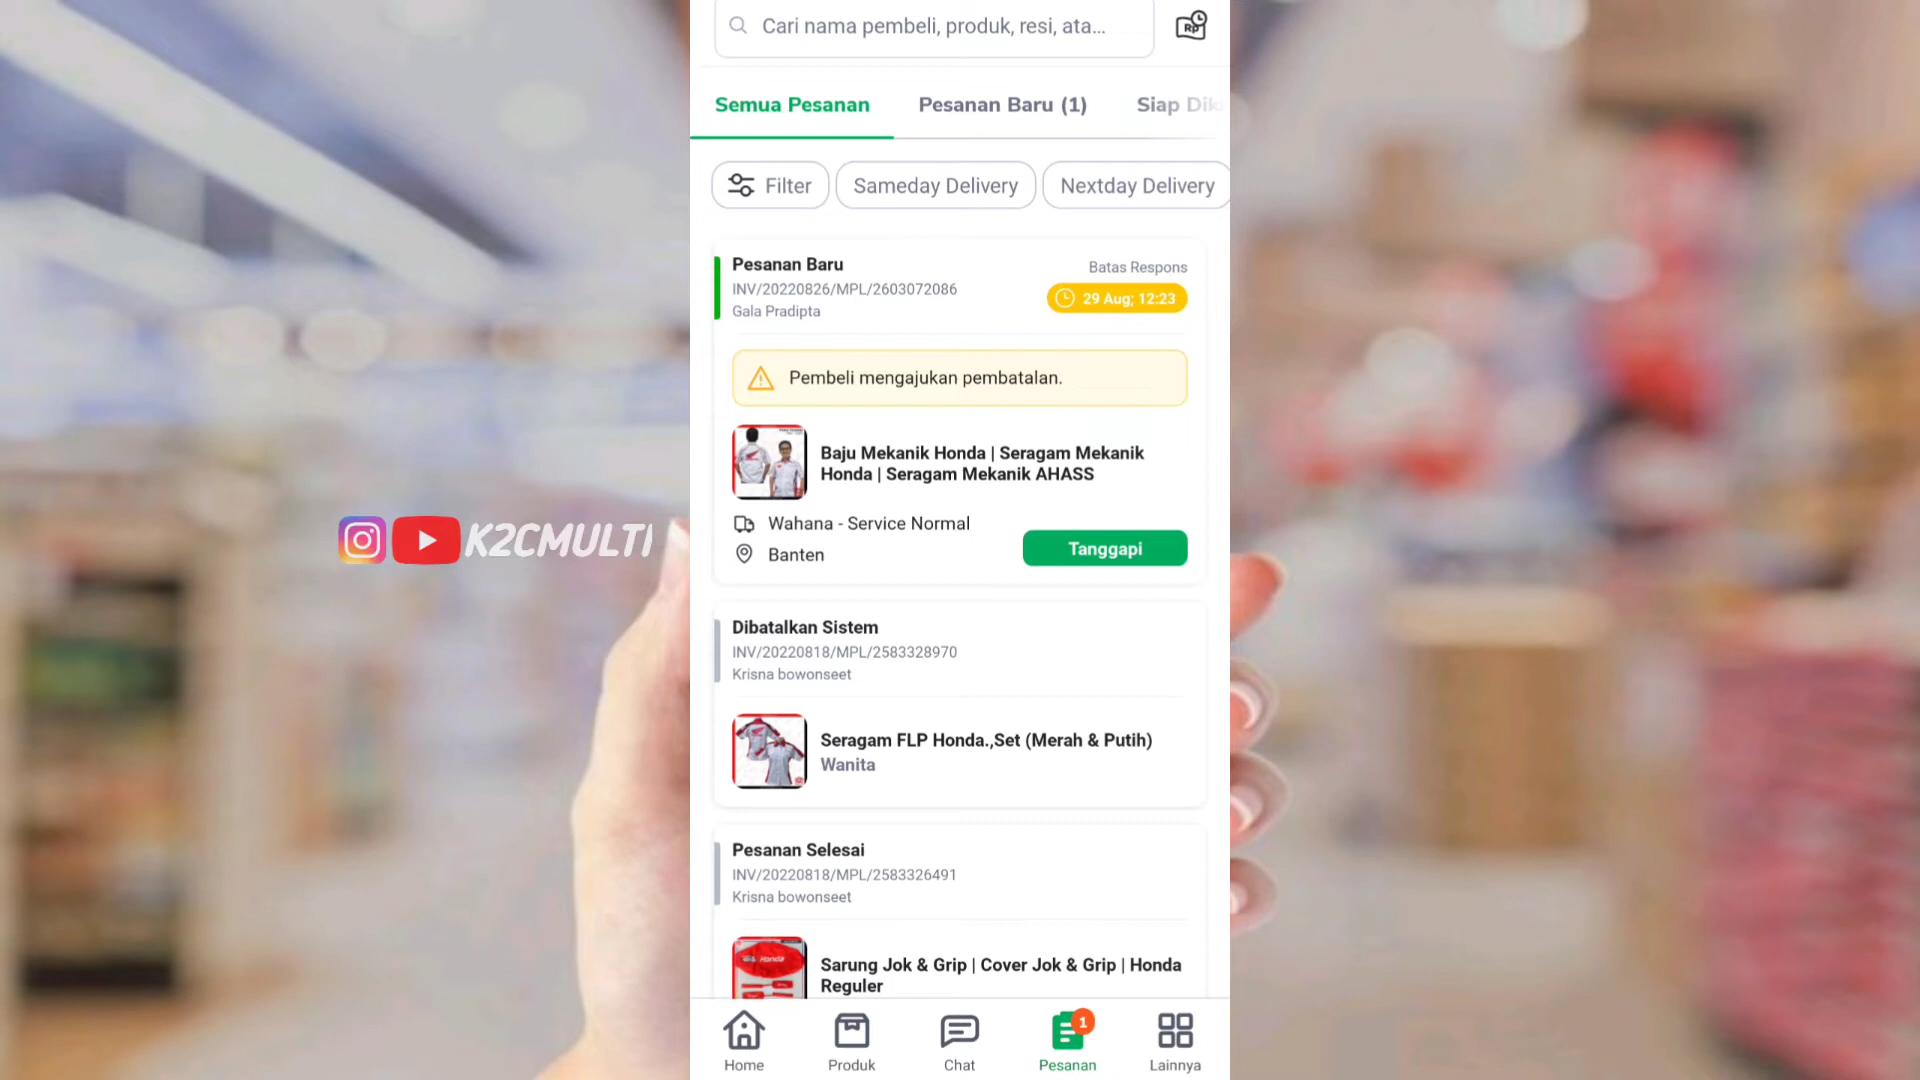 Cari nama pembeli, produk, resi, ata...
Rp
Semua Pesanan
Pesanan Baru (1)
Siap Dik
Filter
Sameday Delivery
Nextday Delivery
Pesanan Baru
INV/20220826/MPL/2603072086
Gala Pradipta
Batas Respons
29 Aug; 12:23
Pembeli mengajukan pembatalan.
Baju Mekanik Honda | Seragam Mekanik
Honda | Seragam Mekanik AHASS
Wahana - Service Normal
Banten
Tanggapi
K2CMULTI
Dibatalkan Sistem
INV/20220818/MPL/2583328970
Krisna bowonseet
Seragam FLP Honda.,Set (Merah & Putih)
Wanita
Pesanan Selesai
INV/20220818/MPL/2583326491
Krisna bowonseet
Honda
Sarung Jok & Grip | Cover Jok & Grip | Honda
Reguler
1
Home
Produk
Chat
Pesanan
Lainnya